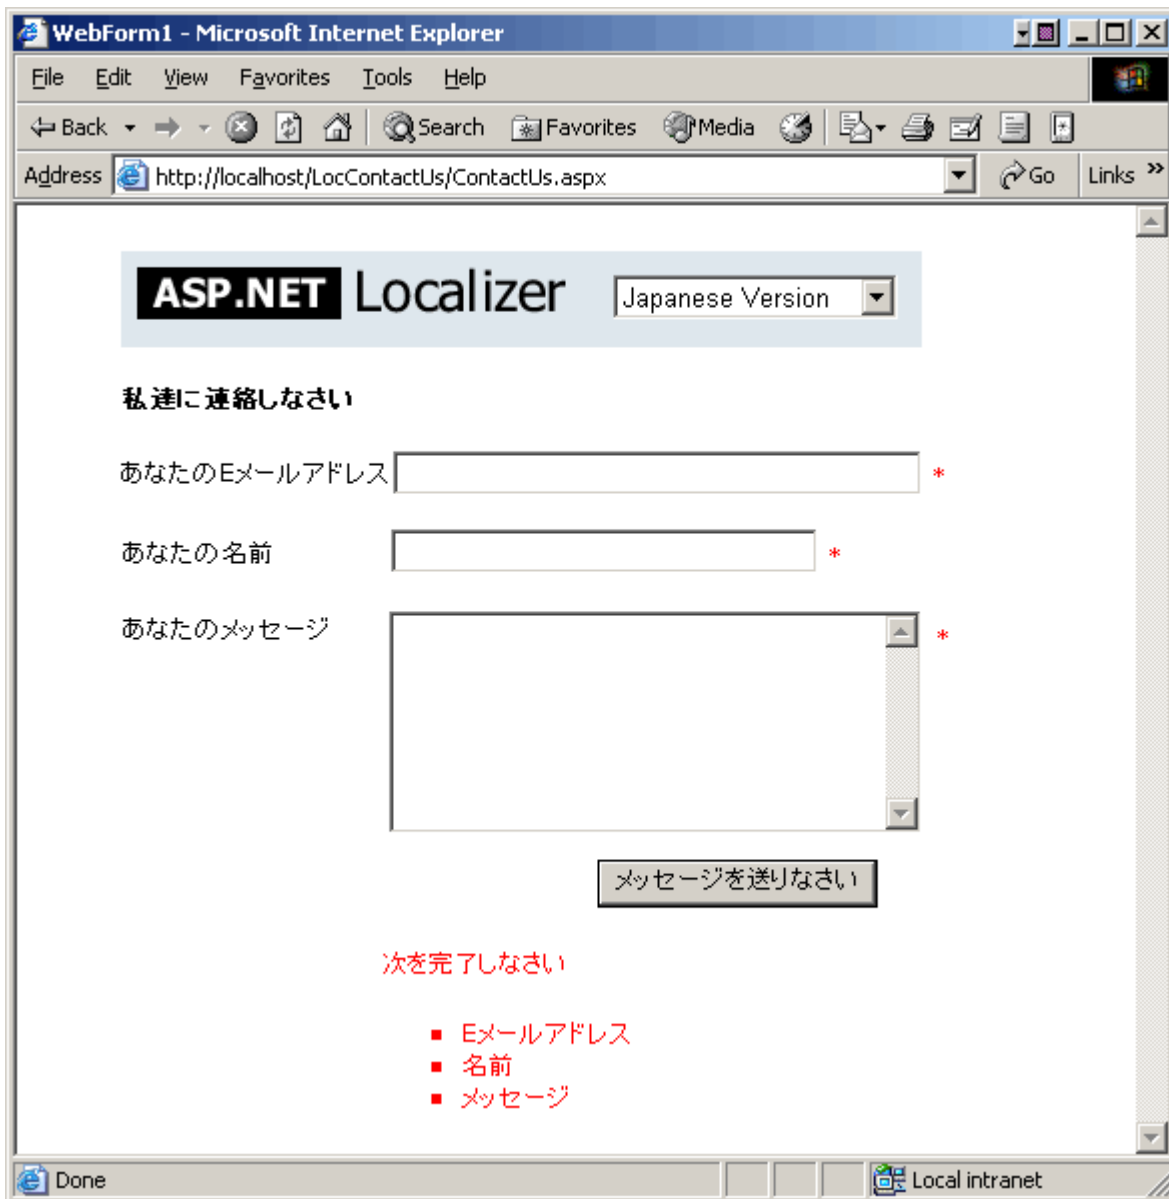 WebForm1 - Microsoft Internet Explorer
File Edit View Favorites Tools Help
Back Search Favorites Media
Address http://localhost/LocContactUs/ContactUs.aspx Go Links »
ASP.NET Localizer Japanese Version
私達に連絡しなさい
あなたのEメールアドレス *
あなたの名前 *
あなたのメッセージ *
メッセージを送りなさい
次を完了しなさい
Eメールアドレス
名前
メッセージ
Done Local intranet